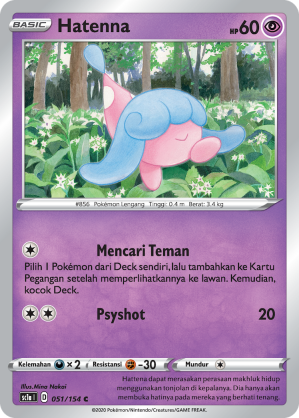 BASIC
Hatenna
HP60
#856 Pokémon Lengang Tinggi: 0.4 m Berat: 3.4 kg
Mencari Teman
Pilih 1 Pokémon dari Deck sendiri, lalu tambahkan ke Kartu
Pegangan setelah memperlihatkannya ke lawan. Kemudian,
kocok Deck.
Psyshot 20
Kelemahan ×2 Resistansi -30 Mundur
Illus. Mina Nakai
sc1a I D 051/154 C
Hattena dapat merasakan perasaan makhluk hidup
menggunakan tonjolan di kepalanya. Dia hanya akan
membuka hatinya pada mereka yang berhati tenang.
©2020 Pokémon/Nintendo/Creatures/GAME FREAK.